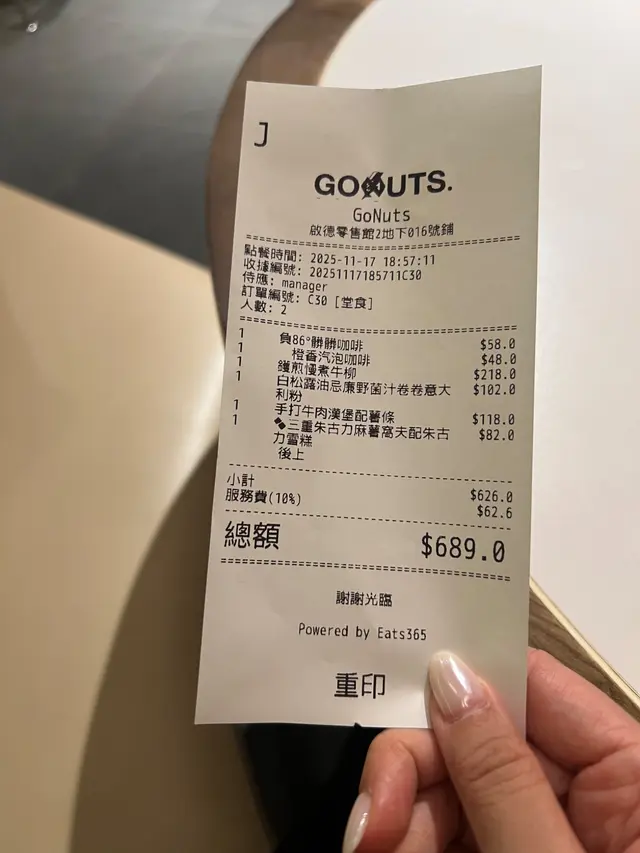 J
GONUTS.
GoNuts
啟德零售館2地下016號鋪
點餐時間: 2025-11-17 18:57:11
收據編號: 20251117185711C30
侍應: manager
訂單編號: C30 [堂食]
人數: 2
1 負86°髒髒咖啡 $58.0
1 橙香汽泡咖啡 $48.0
1 鑊煎慢煮牛柳 $218.0
1 白松露油忌廉野菌汁卷卷意大 $102.0
利粉
1 手打牛肉漢堡配薯條 $118.0
1 ❖三重朱古力麻薯窩夫配朱古 $82.0
力雪糕
後上
小計 $626.0
服務費(10%) $62.6
總額 $689.0
謝謝光臨
Powered by Eats365
重印